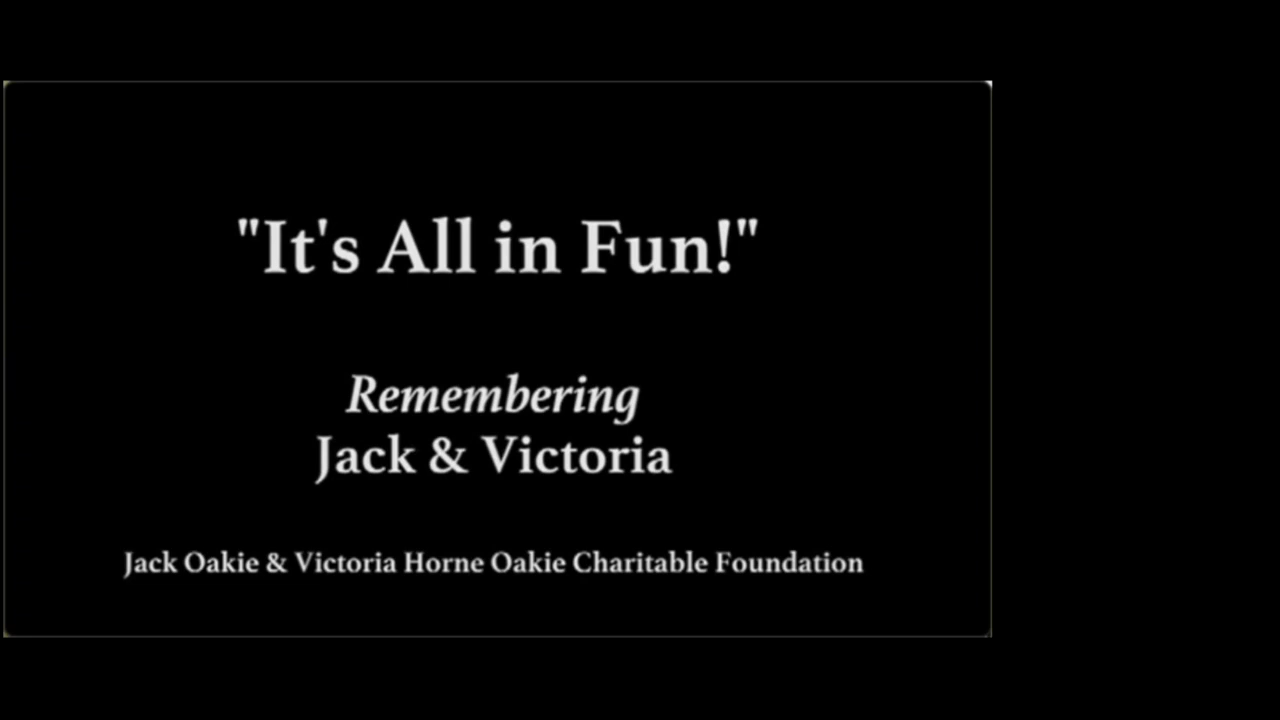 "It's All in Fun!"
Remembering
Jack & Victoria
Jack Oakie & Victoria Horne Oakie Charitable Foundation